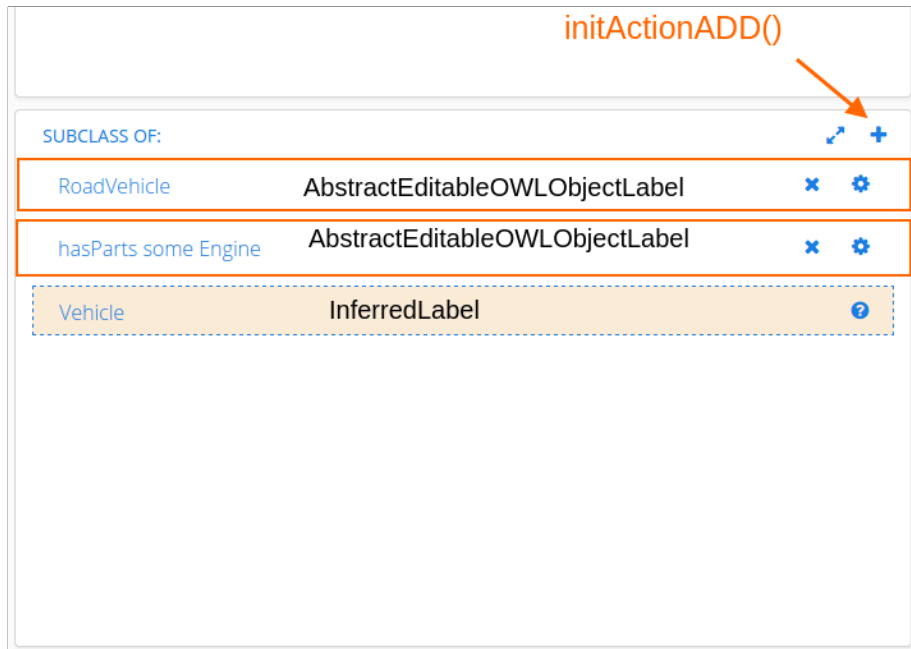 initActionADD()
SUBCLASS OF:
RoadVehicle AbstractEditableOWLObjectLabel
hasParts some Engine AbstractEditableOWLObjectLabel
Vehicle InferredLabel